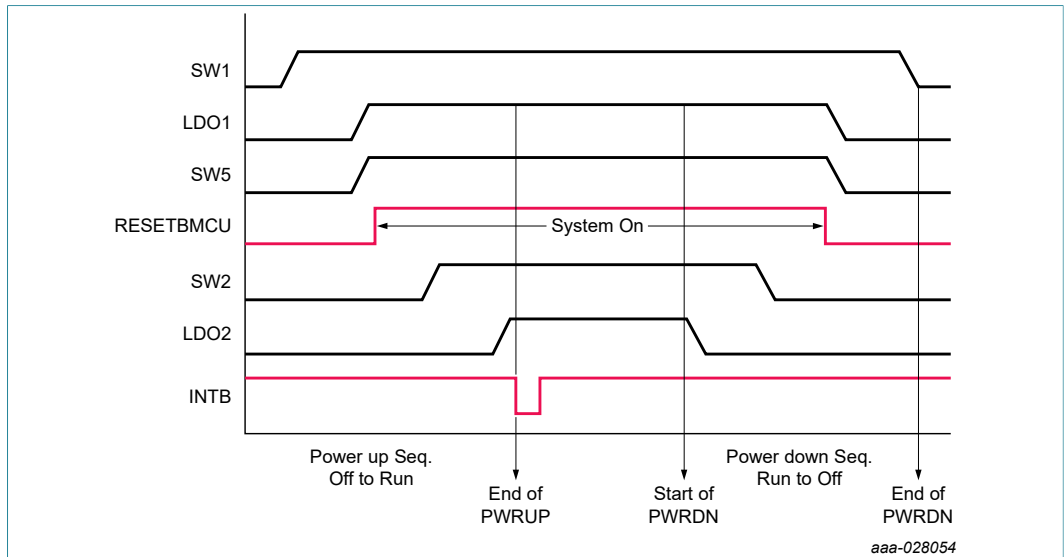 SW1
LDO1
SW5
RESETBMCU
System On
SW2
LDO2
INTB
Power up Seq.
Off to Run
End of
PWRUP
Start of
PWRDN
Power down Seq.
Run to Off
End of
PWRDN
aaa-028054